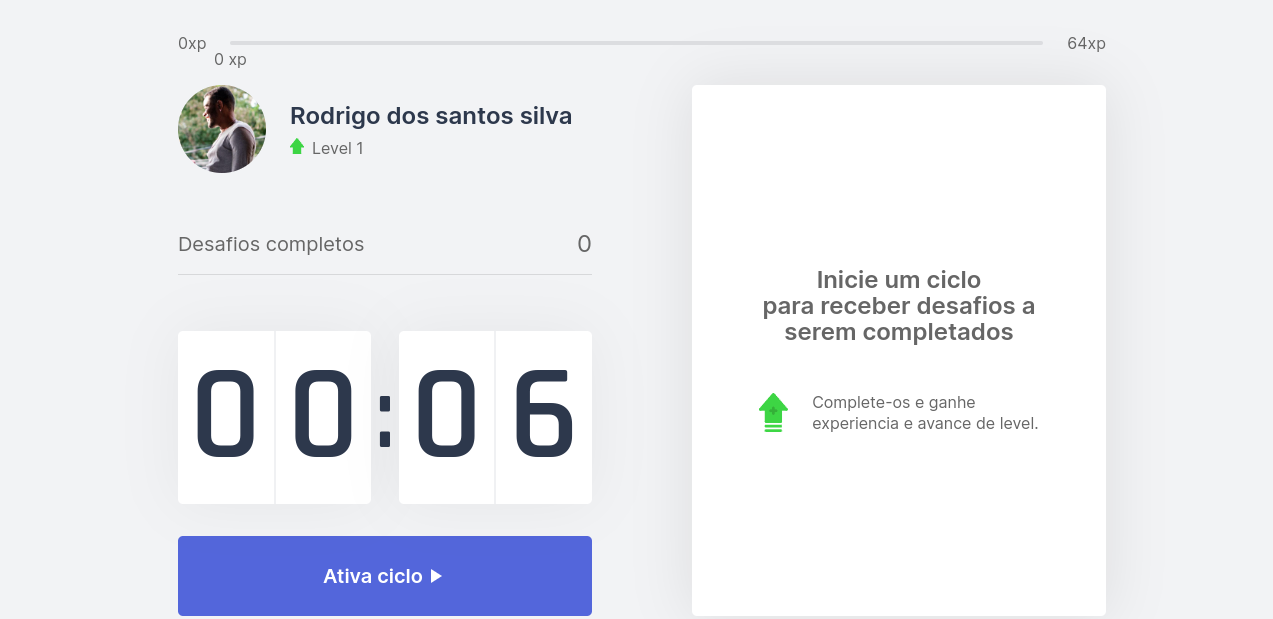 0xp
64xp
0 xp
Rodrigo dos santos silva
Level 1
Desafios completos
0
00:06
Ativa ciclo
Inicie um ciclo
para receber desafios a
serem completados
Complete-os e ganhe
experiencia e avance de level.